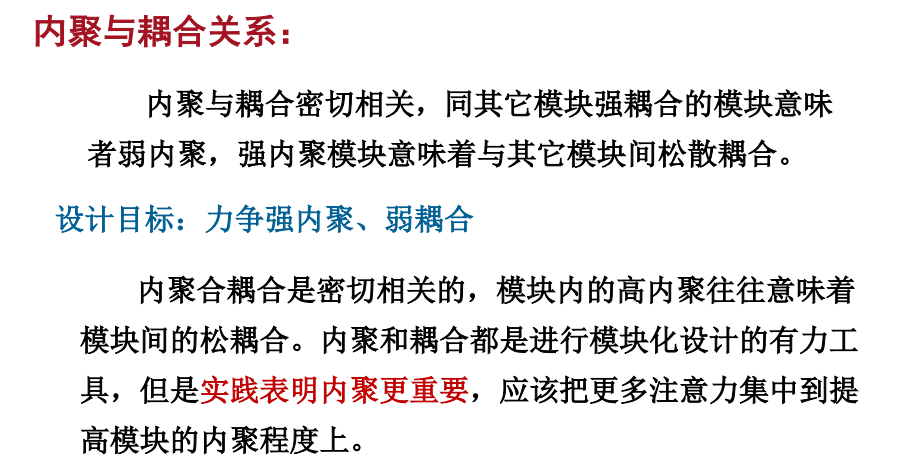 内聚与耦合关系：
内聚与耦合密切相关，同其它模块强耦合的模块意味
者弱内聚，强内聚模块意味着与其它模块间松散耦合。
设计目标：力争强内聚、弱耦合
内聚合耦合是密切相关的，模块内的高内聚往往意味着
模块间的松耦合。内聚和耦合都是进行模块化设计的有力工
具，但是实践表明内聚更重要，应该把更多注意力集中到提
高模块的内聚程度上。